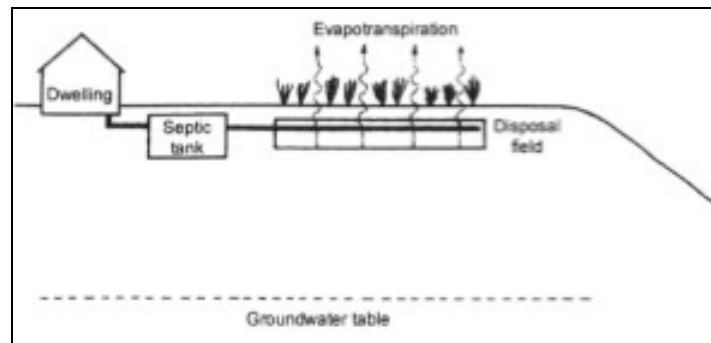 Evapotranspiration
Dwelling
Septic
tank
Disposal
field
Groundwater table